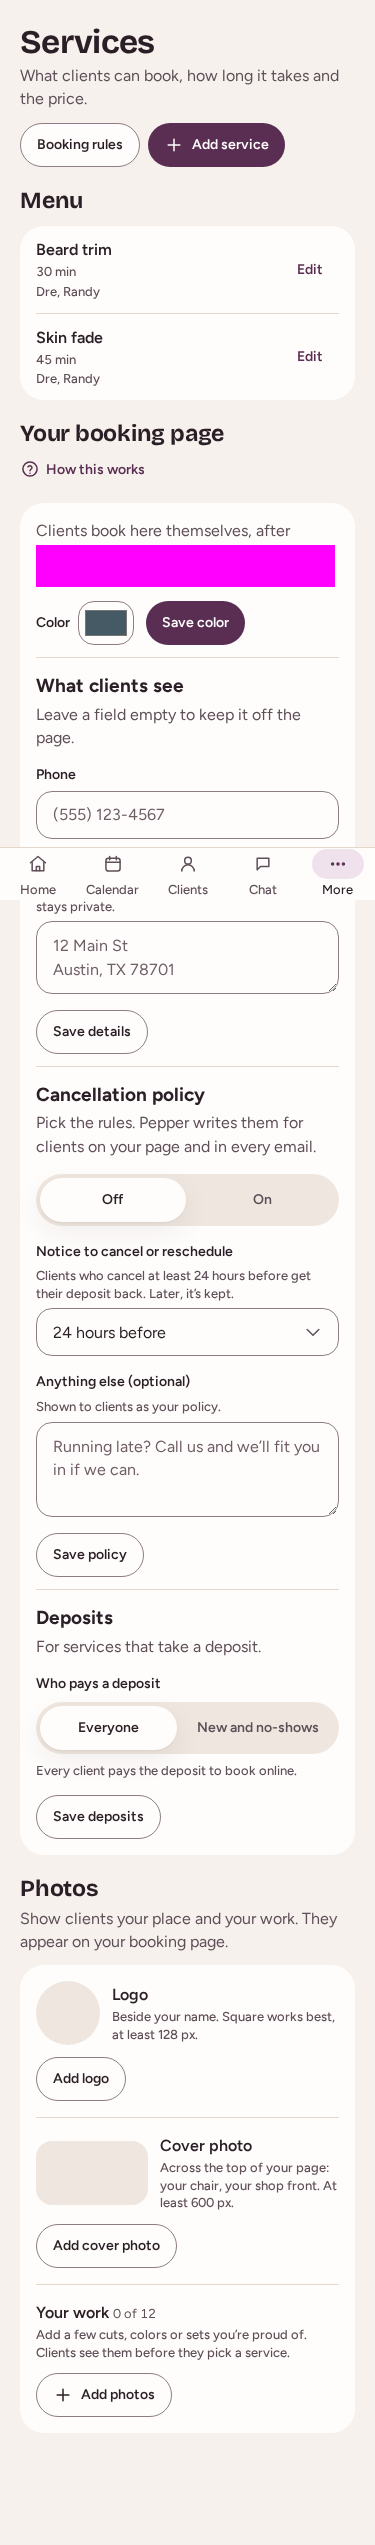 Services
What clients can book, how long it takes and
the price.
Booking rules
Add service
Menu
Beard trim
30 min
Dre, Randy
Edit
Skin fade
45 min
Dre, Randy
Edit
Your booking page
How this works
Clients book here themselves, after
Color
Save color
What clients see
Leave a field empty to keep it off the
page.
Phone
(555) 123-4567
Home
Calendar
Clients
Chat
More
stays private.
12 Main St
Austin, TX 78701
Save details
Cancellation policy
Pick the rules. Pepper writes them for
clients on your page and in every email.
Off
On
Notice to cancel or reschedule
Clients who cancel at least 24 hours before get
their deposit back. Later, it’s kept.
24 hours before
Anything else (optional)
Shown to clients as your policy.
Running late? Call us and we’ll fit you
in if we can.
Save policy
Deposits
For services that take a deposit.
Who pays a deposit
Everyone
New and no-shows
Every client pays the deposit to book online.
Save deposits
Photos
Show clients your place and your work. They
appear on your booking page.
Logo
Beside your name. Square works best,
at least 128 px.
Add logo
Cover photo
Across the top of your page:
your chair, your shop front. At
least 600 px.
Add cover photo
Your work 0 of 12
Add a few cuts, colors or sets you’re proud of.
Clients see them before they pick a service.
Add photos